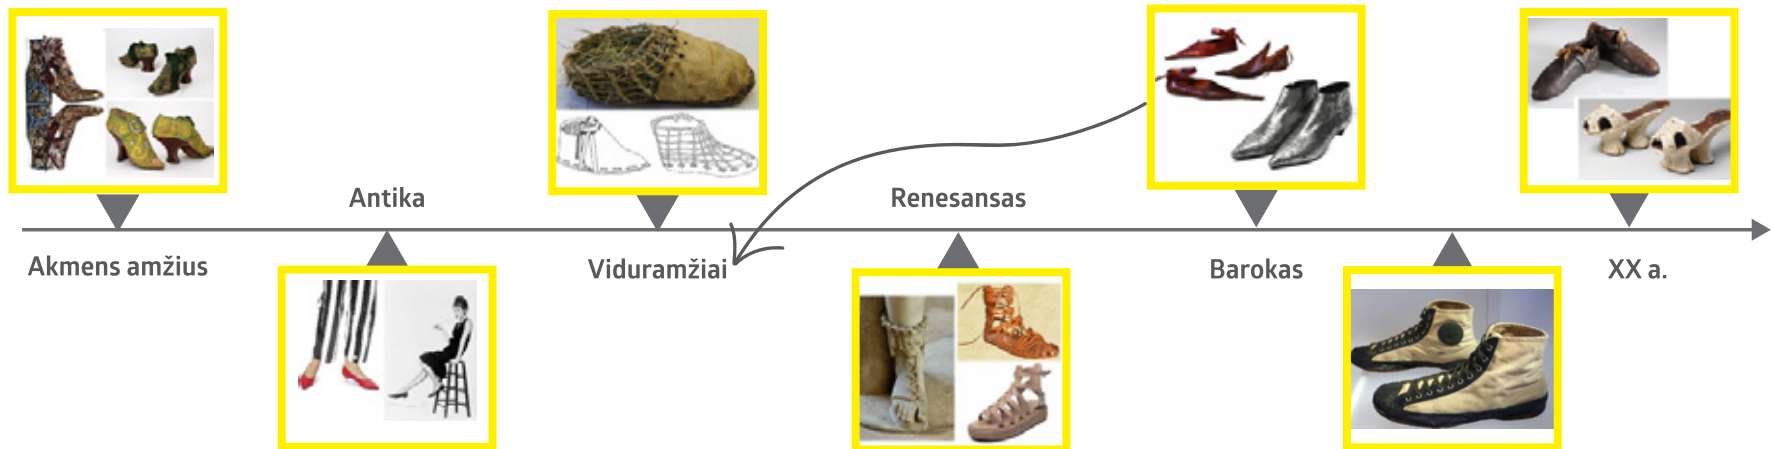 Antika
Renesansas
Akmens amžius
Viduramžiai
Barokas
XX a.